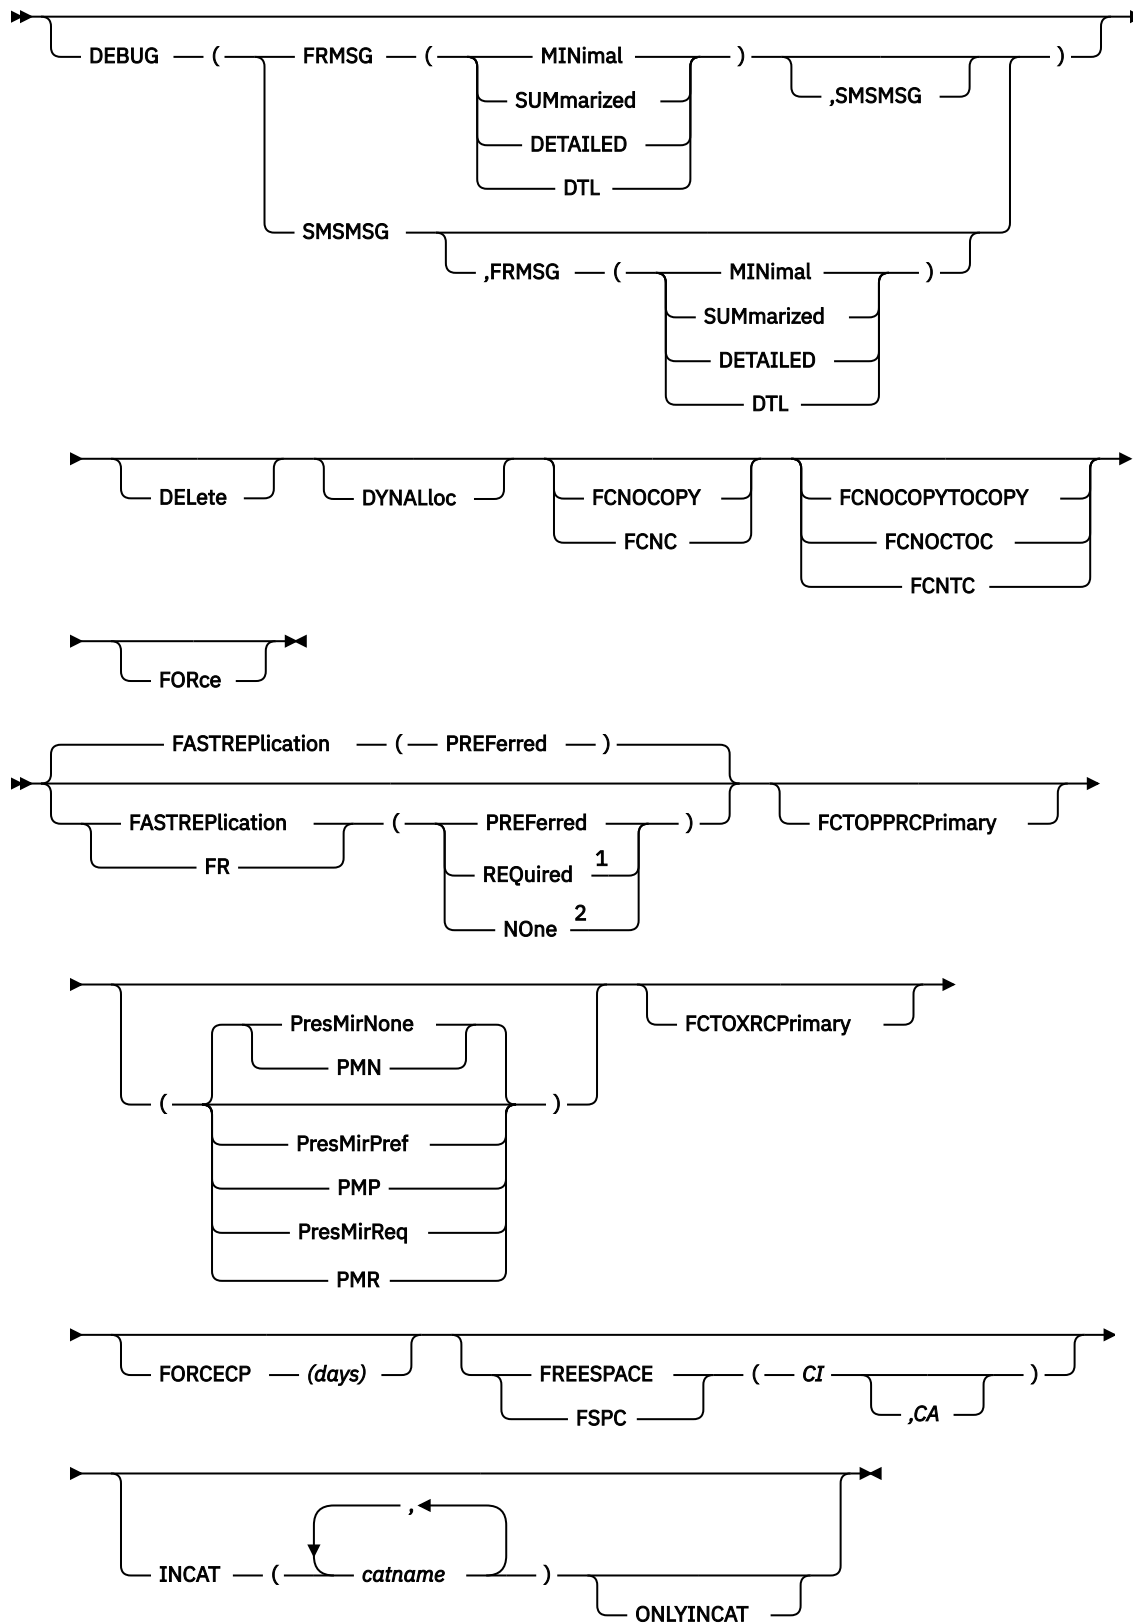 DEBUG ( FRMSG ( MINimal ) ,SMSMSG )
SUMmarized
DETAILED
DTL
SMSMSG ,FRMSG ( MINimal )
SUMmarized
DETAILED
DTL
DELete DYNALloc FCNOCOPY FCNOCOPYTOCOPY
FCNC FCNOCTOC
FCNTC
FORce
FASTREPlication ( PREFerred )
FASTREPlication ( PREFerred ) FCTOPPRCPrimary
FR REQuired 1
NOne 2
PresMirNone FCTOXRCPrimary
PMN
( )
PresMirPref
PMP
PresMirReq
PMR
FORCECP (days) FREESPACE ( CI ,CA )
FSPC
,
INCAT ( catname )
ONLYINCAT